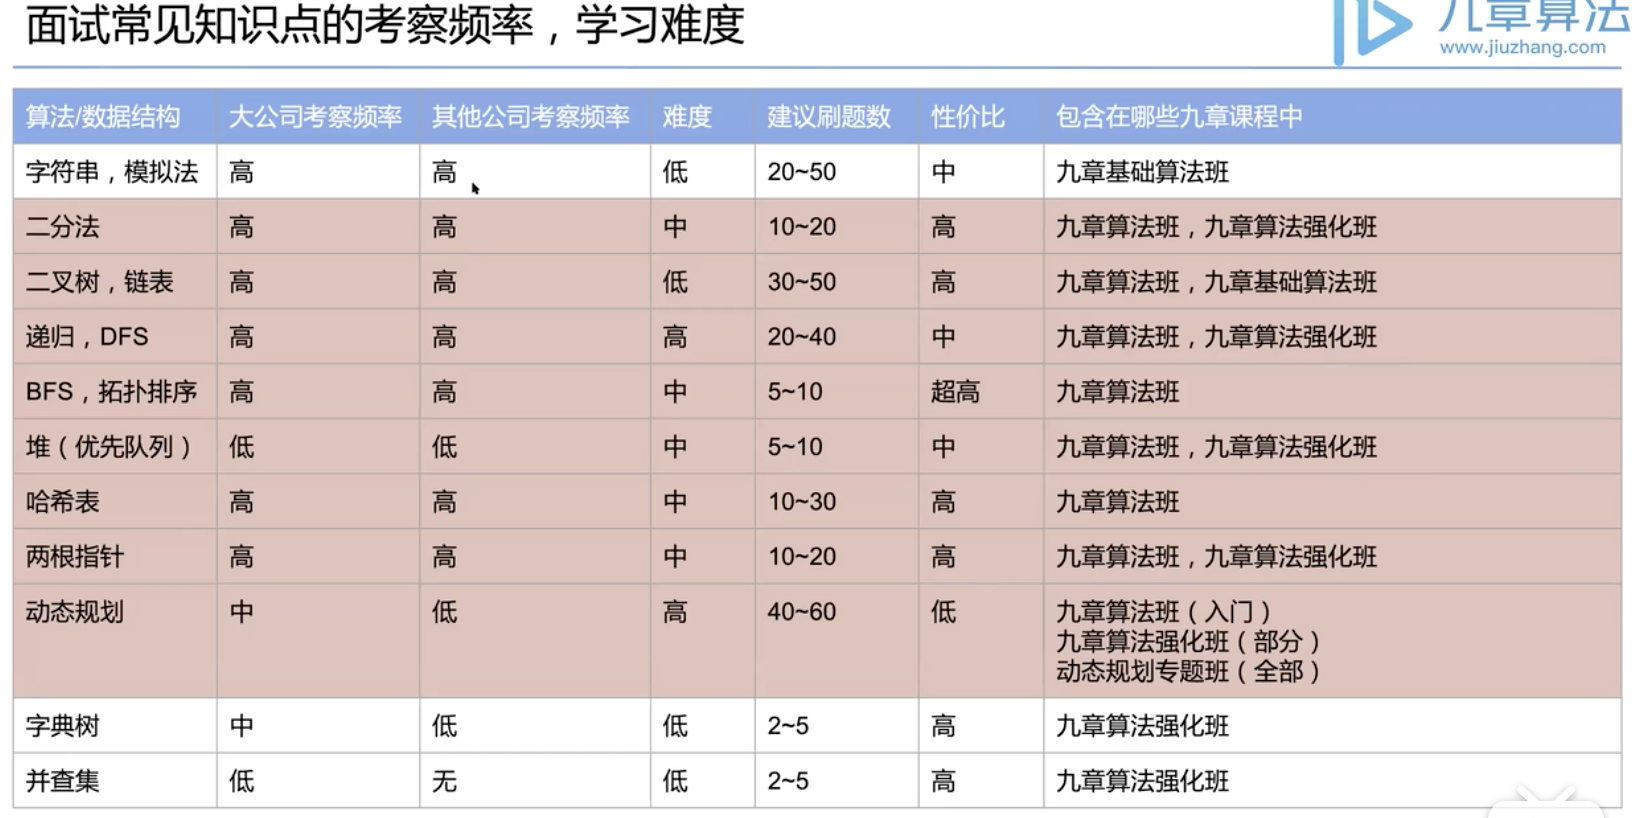 面试常见知识点的考察频率，学习难度
九章算法
www.jiuzhang.com
算法/数据结构 大公司考察频率 其他公司考察频率 难度 建议刷题数 性价比 包含在哪些九章课程中
字符串，模拟法 高 高 低 20~50 中 九章基础算法班
二分法 高 高 中 10~20 高 九章算法班，九章算法强化班
二叉树，链表 高 高 低 30~50 高 九章算法班，九章基础算法班
递归，DFS 高 高 高 20~40 中 九章算法班，九章算法强化班
BFS，拓扑排序 高 高 中 5~10 超高 九章算法班
堆（优先队列） 低 低 中 5~10 中 九章算法班，九章算法强化班
哈希表 高 高 中 10~30 高 九章算法班
两根指针 高 高 中 10~20 高 九章算法班，九章算法强化班
动态规划 中 低 高 40~60 低 九章算法班（入门）
九章算法强化班（部分）
动态规划专题班（全部）
字典树 中 低 低 2~5 高 九章算法强化班
并查集 低 无 低 2~5 高 九章算法强化班